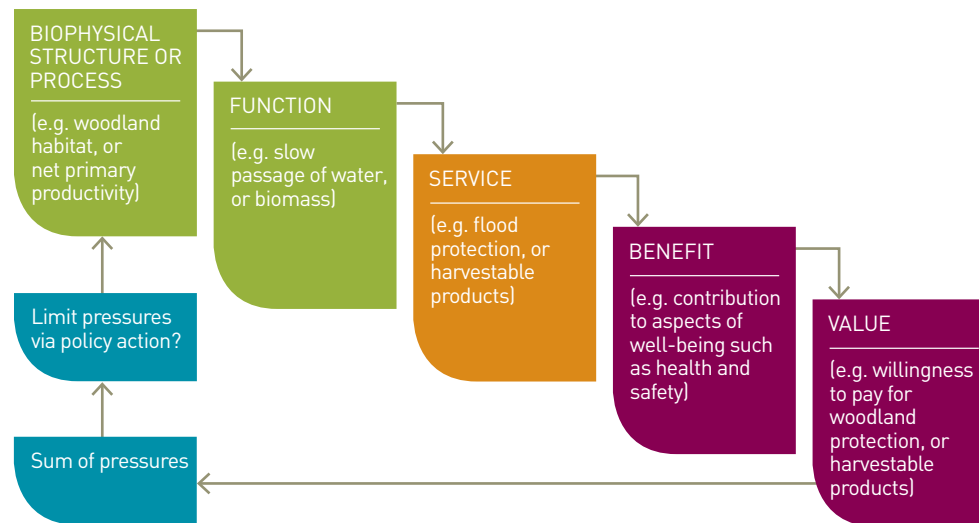 BIOPHYSICAL
STRUCTURE OR
PROCESS
(e.g. woodland
habitat, or
net primary
productivity)
FUNCTION
(e.g. slow
passage of water,
or biomass)
SERVICE
(e.g. flood
protection, or
harvestable
products)
BENEFIT
(e.g. contribution
to aspects of
well-being such
as health and
safety)
VALUE
(e.g. willingness
to pay for
woodland
protection, or
harvestable
products)
Limit pressures
via policy action?
Sum of pressures